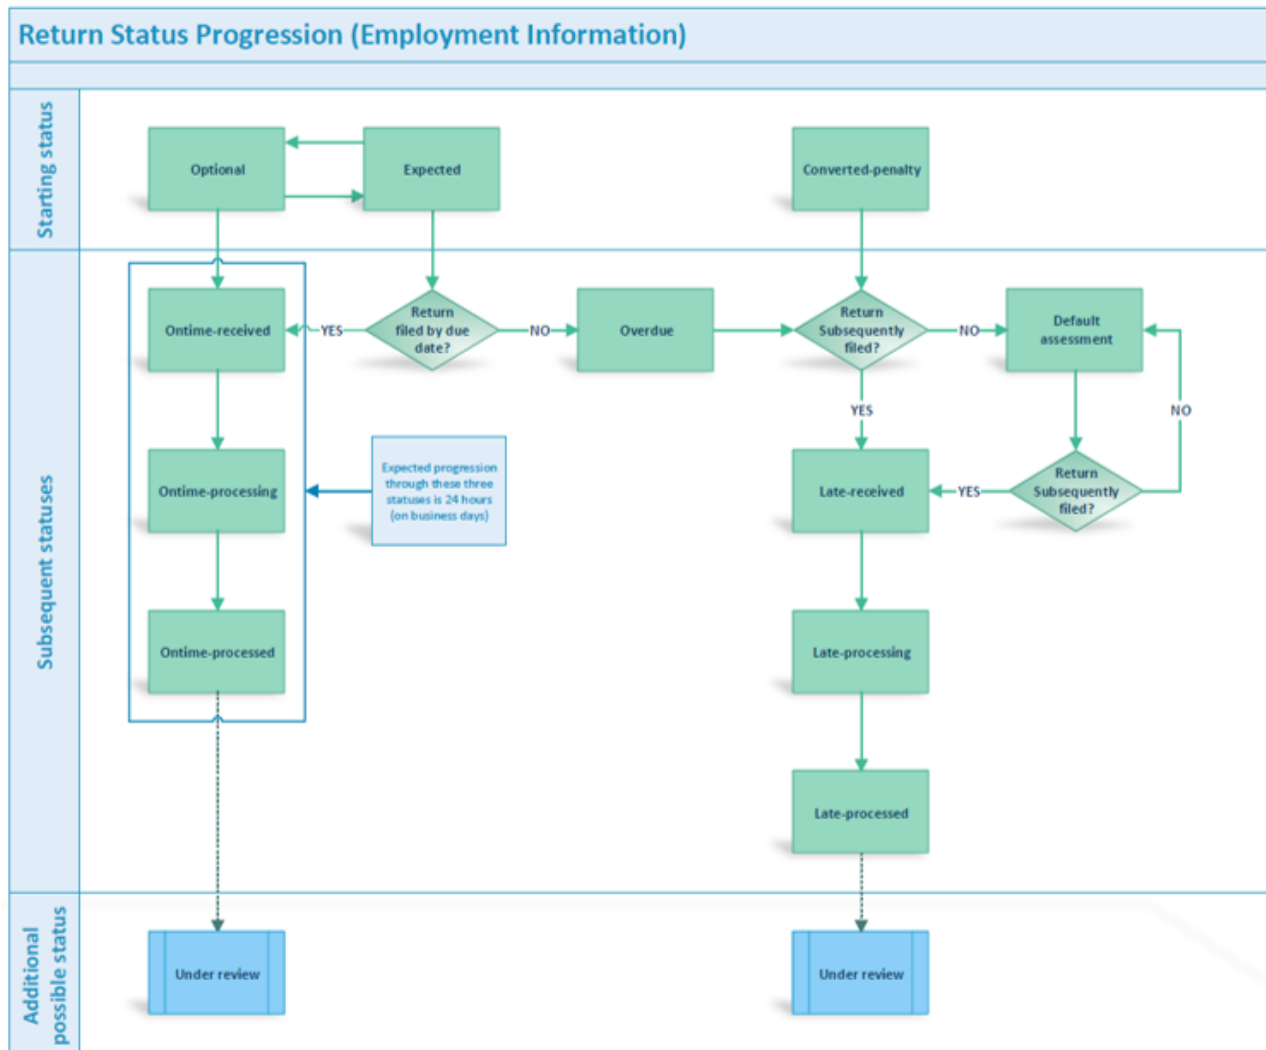 Return Status Progression (Employment Information)
Starting status
Optional
Expected
Converted-penalty
Subsequent statuses
Ontime-received
YES
Return
filed by due
date?
NO
Overdue
Return
Subsequently
filed?
NO
Default
assessment
YES
NO
Ontime-processing
Expected progression
through these three
statuses is 24 hours
(on business days)
Late-received
YES
Return
Subsequently
filed?
Ontime-processed
Late-processing
Late-processed
Additional
possible status
Under review
Under review